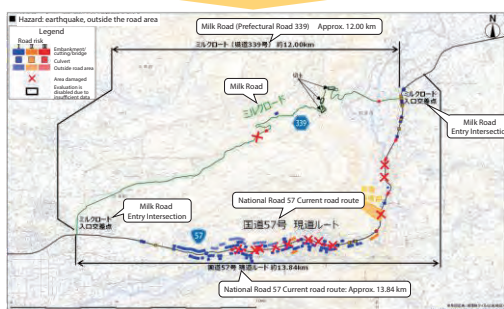 ■ Hazard: earthquake, outside the road area
Legend
Road risk
I II III
Embankment/
cutting/bridge
Culvert
Outside road area
Area damaged
Evaluation is
disabled due to
insufficient data
Milk Road (Prefectural Road 339) Approx. 12.00 km
ミルクロード（県道339号）約12.00km
N
Milk Road
339
ミルクロード
入口交差点
Milk Road
Entry Intersection
Milk Road
Entry Intersection
ミルクロード
入口交差点
National Road 57 Current road route
国道57号 現道ルート
57
国道57号 現道ルート 約13.84km
National Road 57 Current road route: Approx. 13.84 km